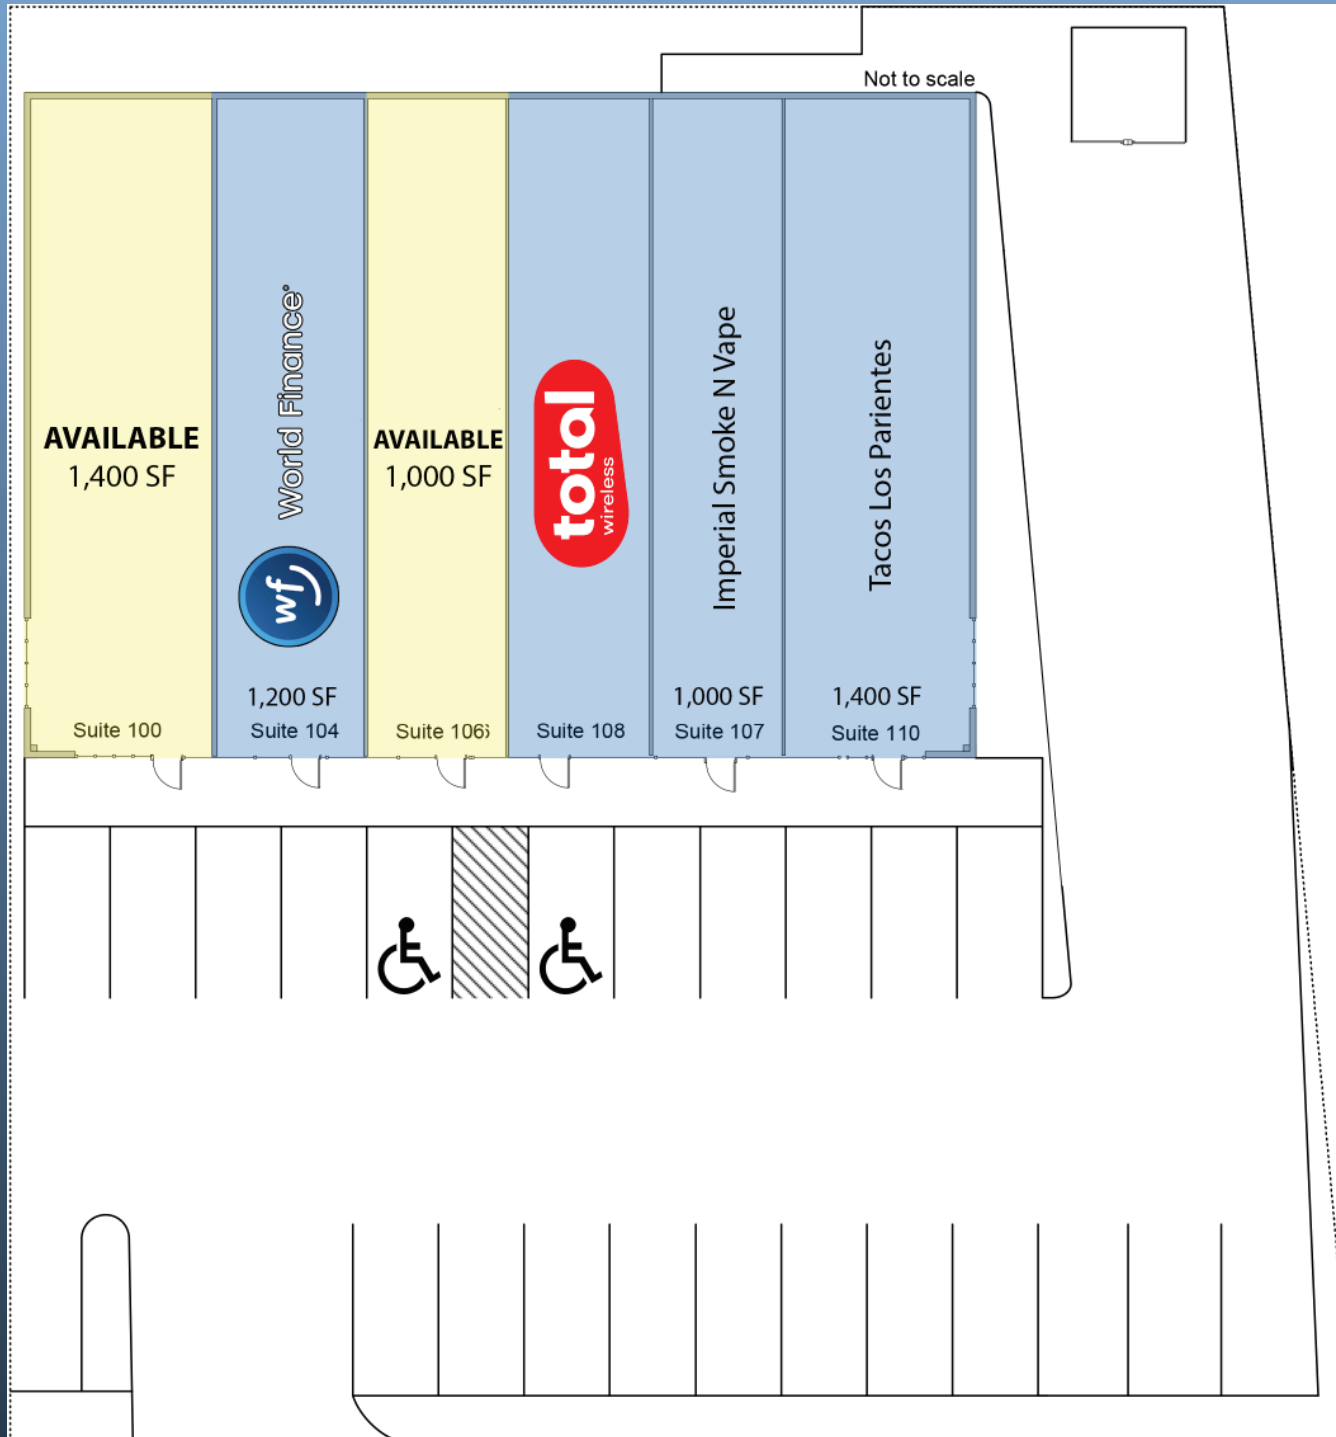 Not to scale
AVAILABLE
1,400 SF
Suite 100
World Finance®
wf
1,200 SF
Suite 104
AVAILABLE
1,000 SF
Suite 106
total
wireless
Suite 108
Imperial Smoke N Vape
1,000 SF
Suite 107
Tacos Los Parientes
1,400 SF
Suite 110